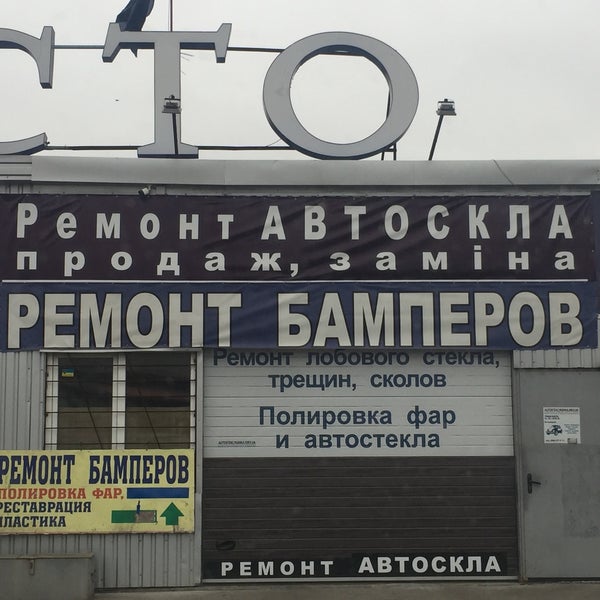 СТО
Ремонт АВТОСКЛА
продаж, заміна
РЕМОНТ БАМПЕРОВ
Ремонт лобового стекла,
трещин, сколов
Полировка фар
и автостекла
РЕМОНТ БАМПЕРОВ
ПОЛИРОВКА ФАР,
РЕСТАВРАЦИЯ
ПЛАСТИКА
РЕМОНТ АВТОСКЛА